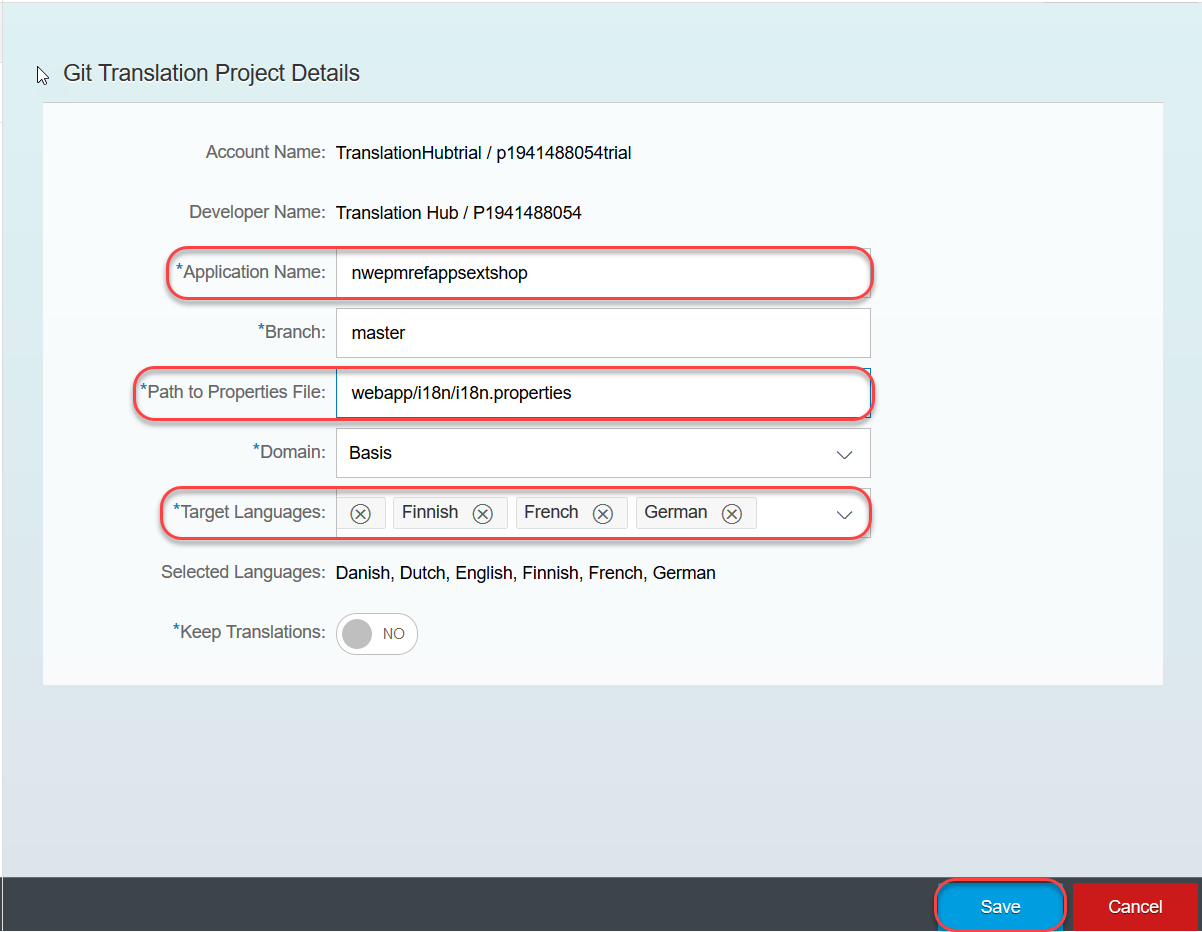 Git Translation Project Details
Account Name: TranslationHubtrial / p1941488054trial
Developer Name: Translation Hub / P1941488054
*Application Name: nwepmrefappsextshop
*Branch: master
*Path to Properties File: webapp/i18n/i18n.properties
*Domain: Basis
*Target Languages: Finnish French German
Selected Languages: Danish, Dutch, English, Finnish, French, German
*Keep Translations: NO
Save Cancel